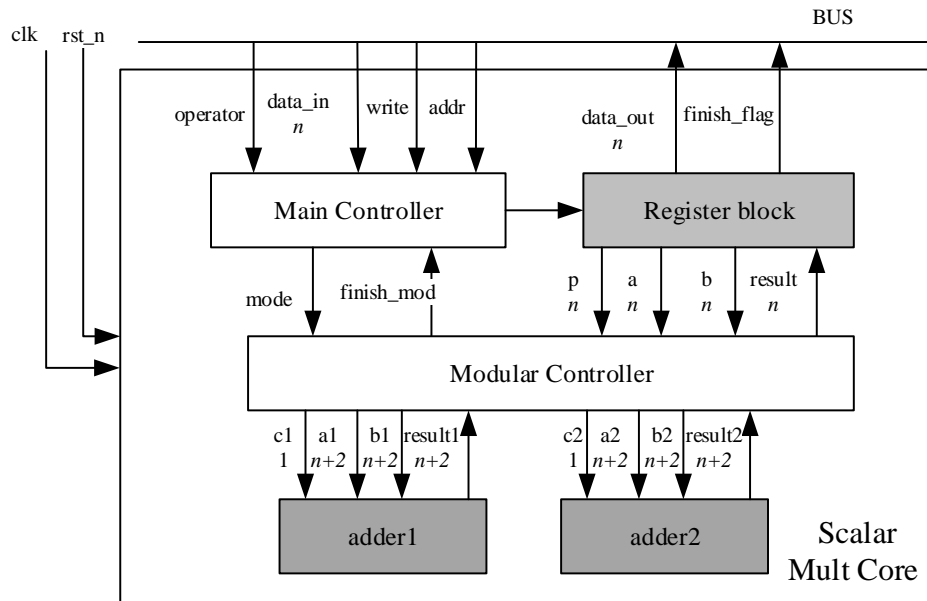 BUS
clk
rst_n
operator
data_in
n
write
addr
data_out
n
finish_flag
Main Controller
Register block
mode
finish_mod
p
n
a
n
b
n
result
n
Modular Controller
c1
1
a1
n+2
b1
n+2
result1
n+2
c2
1
a2
n+2
b2
n+2
result2
n+2
adder1
adder2
Scalar
Mult Core